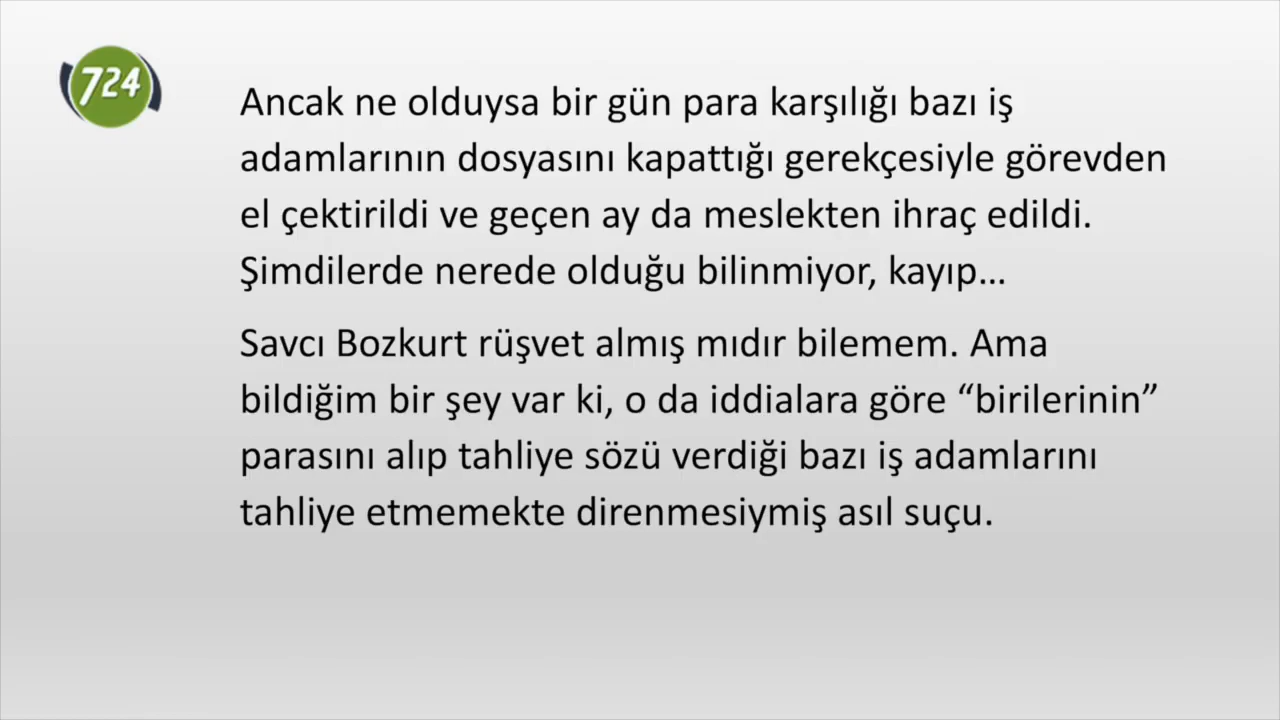 724
Ancak ne olduysa bir gün para karşılığı bazı iş
adamlarının dosyasını kapattığı gerekçesiyle görevden
el çektirildi ve geçen ay da meslekten ihraç edildi.
Şimdilerde nerede olduğu bilinmiyor, kayıp…
Savcı Bozkurt rüşvet almış mıdır bilemem. Ama
bildiğim bir şey var ki, o da iddialara göre “birilerinin”
parasını alıp tahliye sözü verdiği bazı iş adamlarını
tahliye etmemekte direnmesiymiş asıl suçu.